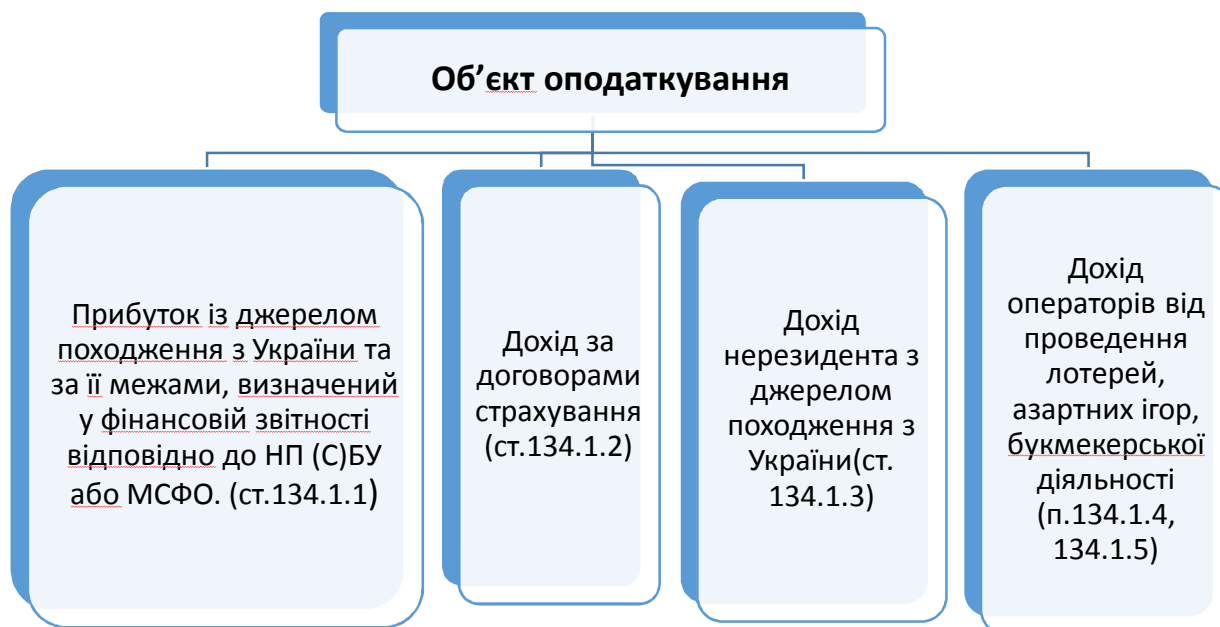 Об’єкт оподаткування
Прибуток із джерелом
походження з України та
за її межами, визначений
у фінансовій звітності
відповідно до НП (С)БУ
або МСФО. (ст.134.1.1)
Дохід за
договорами
страхування
(ст.134.1.2)
Дохід
нерезидента з
джерелом
походження з
України(ст.
134.1.3)
Дохід
операторів від
проведення
лотерей,
азартних ігор,
букмекерської
діяльності
(п.134.1.4,
134.1.5)